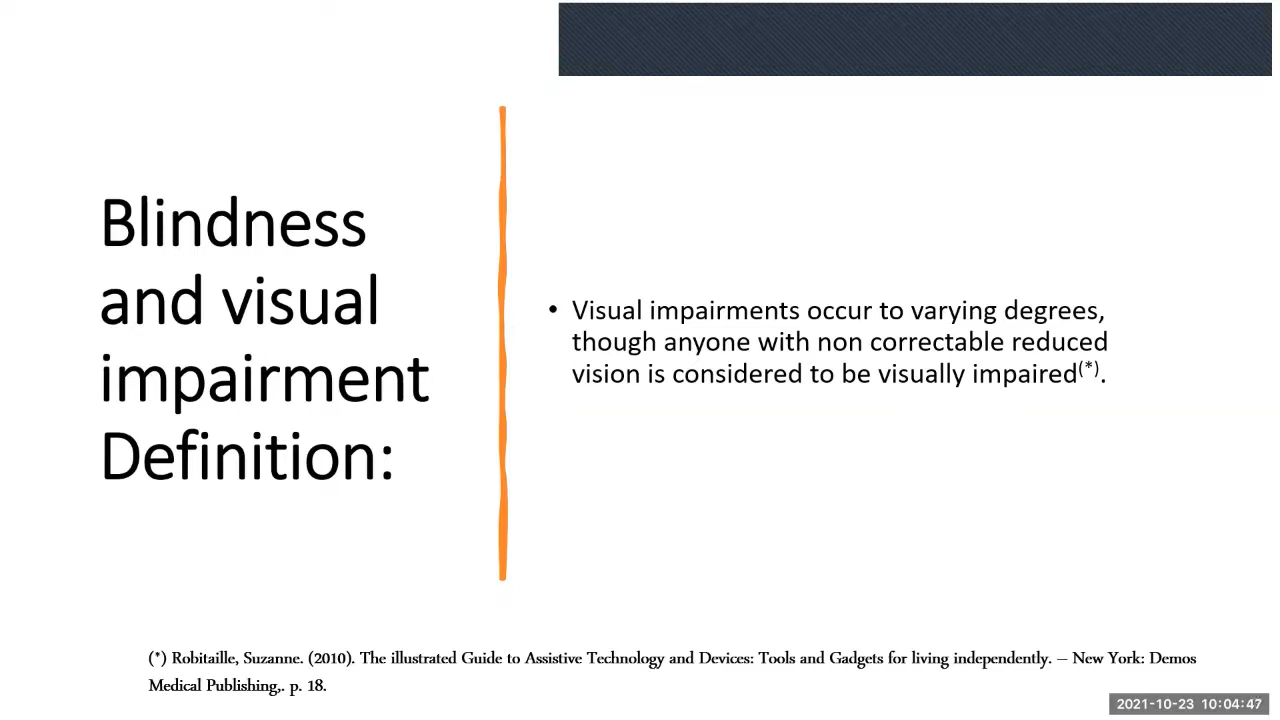 Blindness
and visual
impairment
Definition:
• Visual impairments occur to varying degrees,
though anyone with non correctable reduced
vision is considered to be visually impaired(*).
(*) Robitaille, Suzanne. (2010). The illustrated Guide to Assistive Technology and Devices: Tools and Gadgets for living independently. – New York: Demos
Medical Publishing,. p. 18.
2021-10-23 10:04:47